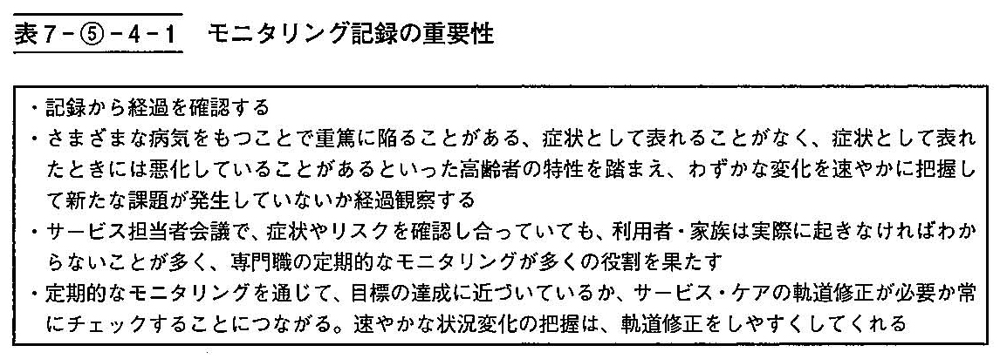 表7-⑤-4-1 モニタリング記録の重要性
・記録から経過を確認する
・さまざまな病気をもつことで重篤に陥ることがある、症状として表れることがなく、症状として表れ
たときには悪化していることがあるといった高齢者の特性を踏まえ、わずかな変化を速やかに把握し
て新たな課題が発生していないか経過観察する
・サービス担当者会議で、症状やリスクを確認し合っていても、利用者・家族は実際に起きなければわか
らないことが多く、専門職の定期的なモニタリングが多くの役割を果たす
・定期的なモニタリングを通じて、目標の達成に近づいているか、サービス・ケアの軌道修正が必要か常
にチェックすることにつながる。速やかな状況変化の把握は、軌道修正をしやすくしてくれる